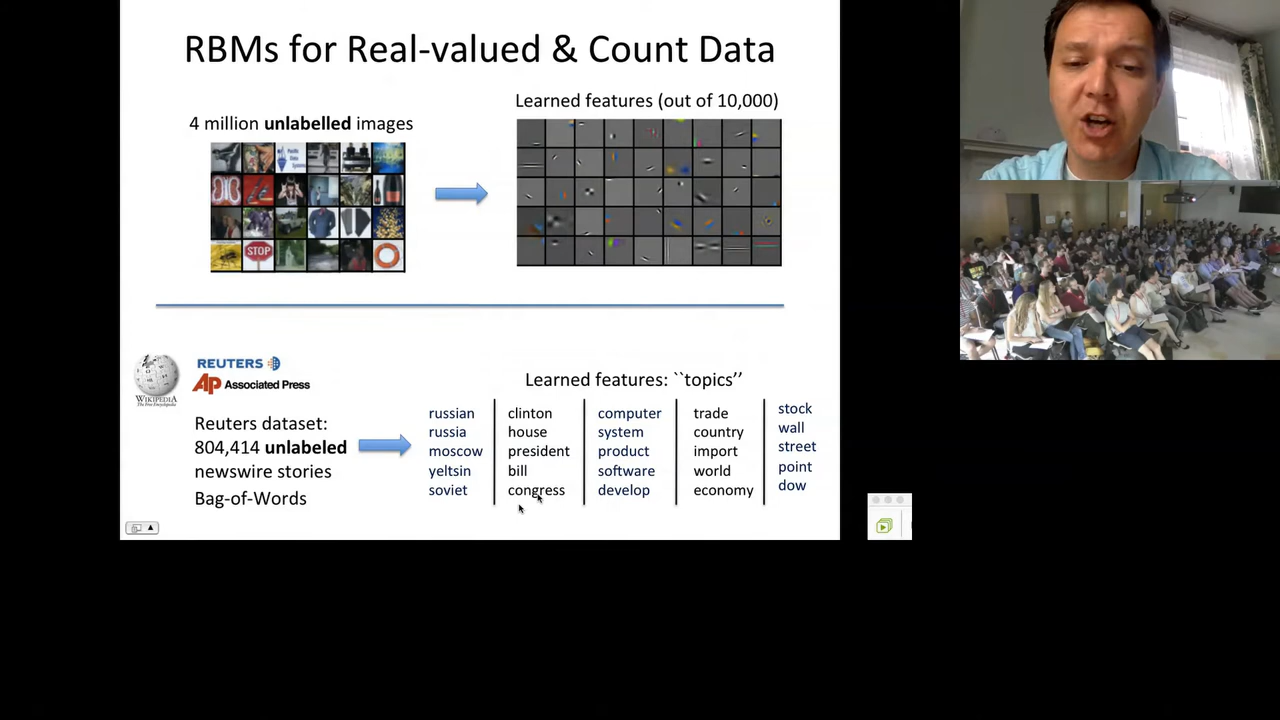 RBMs for Real-valued & Count Data
4 million unlabelled images
Learned features (out of 10,000)
STOP
WIKIPEDIA
The Free Encyclopedia
REUTERS
AP Associated Press
Reuters dataset:
804,414 unlabeled
newswire stories
Bag-of-Words
Learned features: ``topics’’
russian clinton computer trade stock
russia house system country wall
moscow president product import street
yeltsin bill software world point
soviet congress develop economy dow